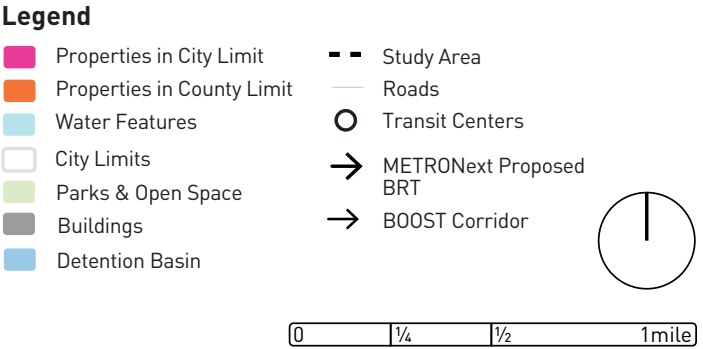 Legend
Properties in City Limit
Properties in County Limit
Water Features
City Limits
Parks & Open Space
Buildings
Detention Basin
Study Area
Roads
Transit Centers
METRONext Proposed
BRT
BOOST Corridor
0 ¼ ½ 1mile